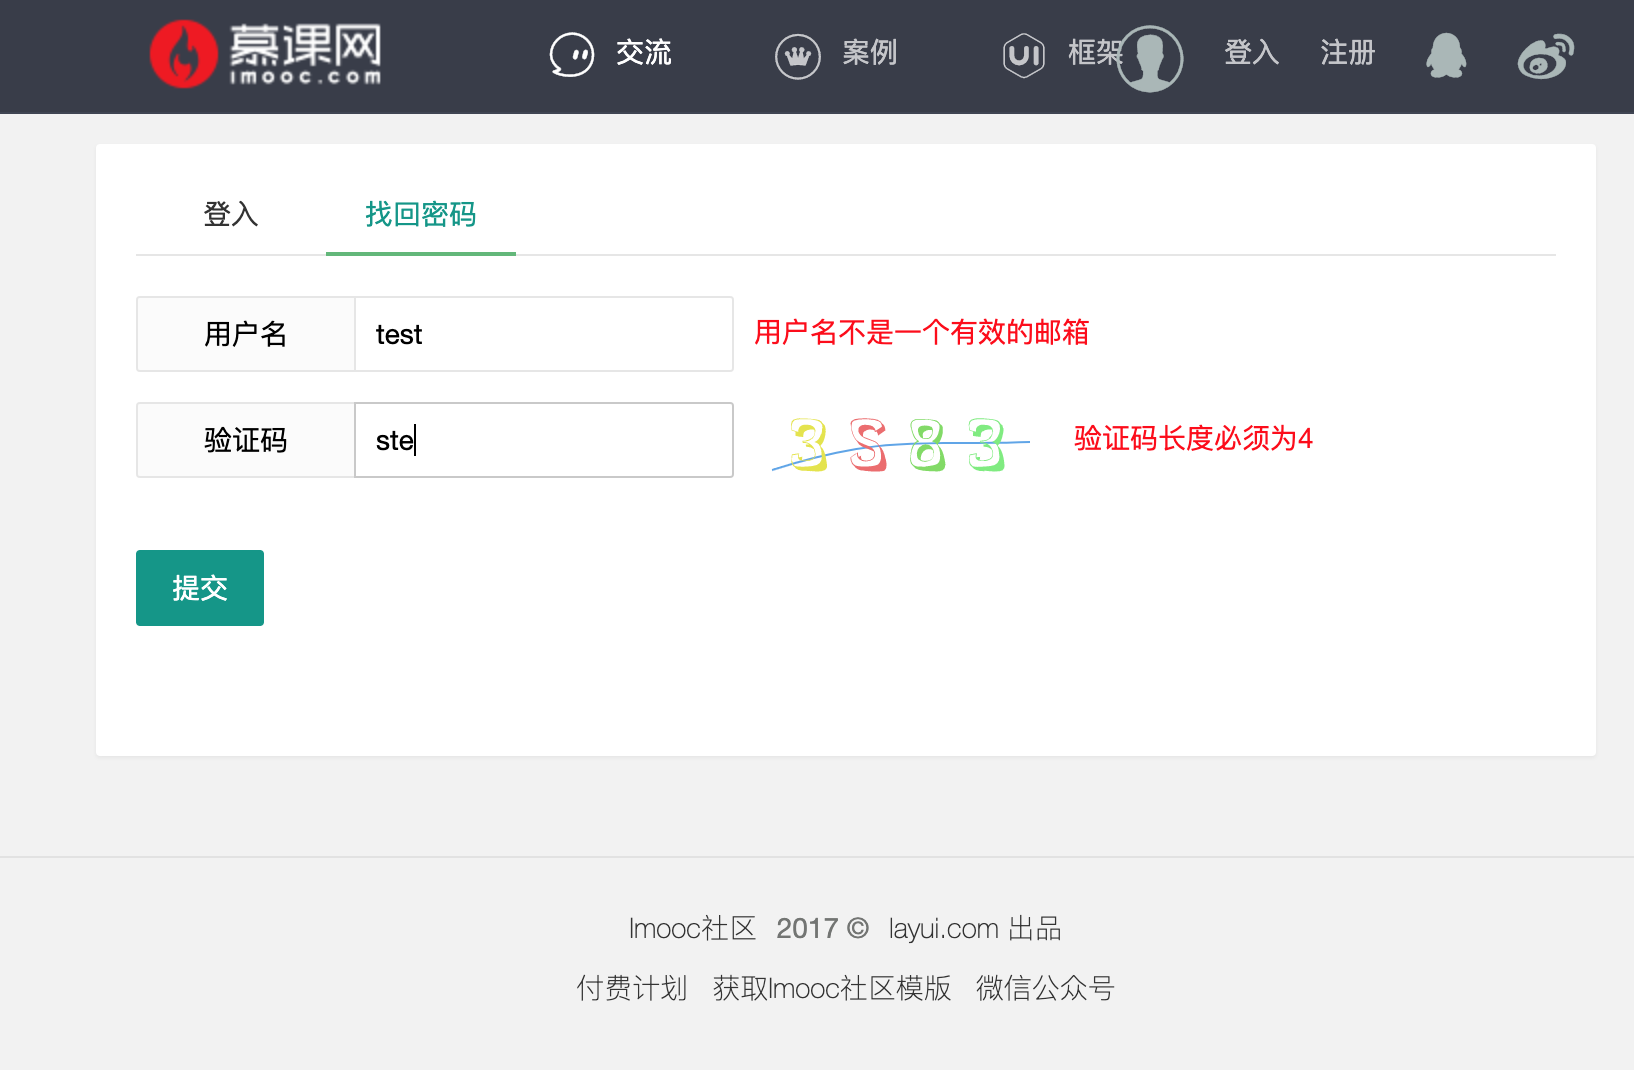 慕课网
imooc.com
交流 案例 UI 框架 登入 注册
登入 找回密码
用户名 test 用户名不是一个有效的邮箱
验证码 ste 3S83 验证码长度必须为4
提交
Imooc社区 2017 © layui.com 出品
付费计划 获取Imooc社区模版 微信公众号